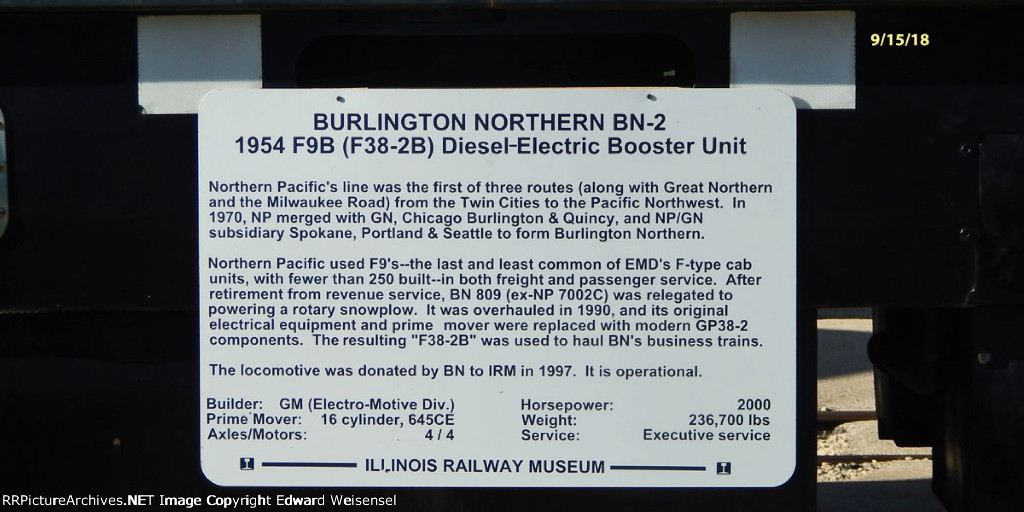 9/15/18
BURLINGTON NORTHERN BN-2
1954 F9B (F38-2B) Diesel-Electric Booster Unit
Northern Pacific's line was the first of three routes (along with Great Northern
and the Milwaukee Road) from the Twin Cities to the Pacific Northwest. In
1970, NP merged with GN, Chicago Burlington & Quincy, and NP/GN
subsidiary Spokane, Portland & Seattle to form Burlington Northern.
Northern Pacific used F9's--the last and least common of EMD's F-type cab
units, with fewer than 250 built--in both freight and passenger service. After
retirement from revenue service, BN 809 (ex-NP 7002C) was relegated to
powering a rotary snowplow. It was overhauled in 1990, and its original
electrical equipment and prime mover were replaced with modern GP38-2
components. The resulting "F38-2B" was used to haul BN's business trains.
The locomotive was donated by BN to IRM in 1997. It is operational.
Builder: GM (Electro-Motive Div.) Horsepower: 2000
Prime Mover: 16 cylinder, 645CE Weight: 236,700 lbs
Axles/Motors: 4 / 4 Service: Executive service
ILLINOIS RAILWAY MUSEUM
RRPictureArchives.NET Image Copyright Edward Weisensel